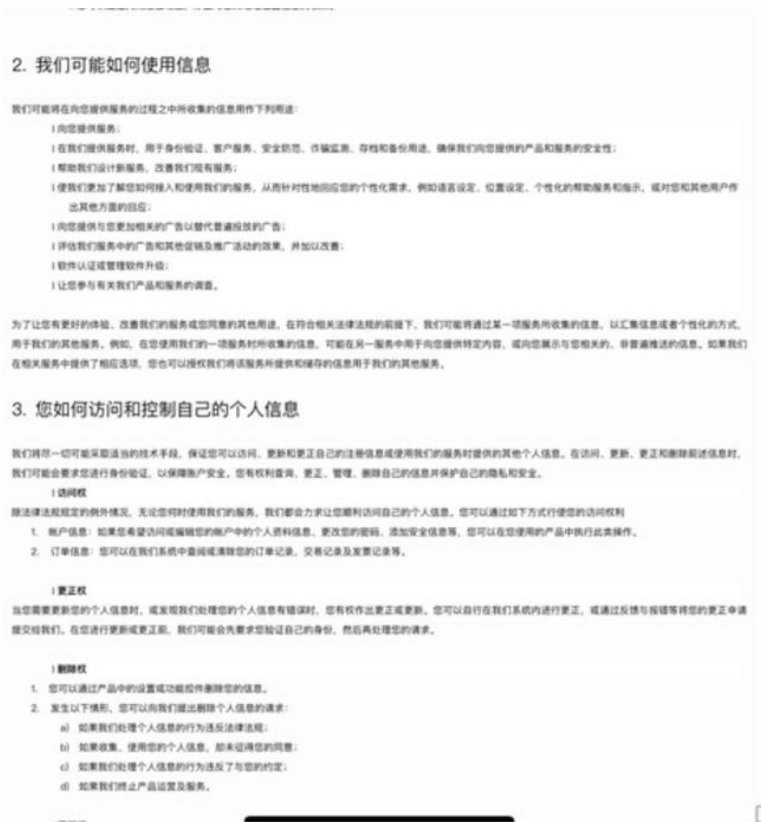 2. 我们可能如何使用信息
我们可能将在向您提供服务的过程之中所收集的信息用作下列用途：
l 向您提供服务；
l 在我们提供服务时，用于身份验证、客户服务、安全防范、诈骗监测、存档和备份用途，确保我们向您提供的产品和服务的安全性；
l 帮助我们设计新服务，改善我们现有服务；
l 使我们更加了解您如何接入和使用我们的服务，从而针对性地回应您的个性化需求，例如语言设定、位置设定、个性化的帮助服务和指示，或对您和其他用户作
出其他方面的回应；
l 向您提供与您更加相关的广告以替代普遍投放的广告；
l 评估我们服务中的广告和其他促销及推广活动的效果，并加以改善；
l 软件认证或管理软件升级；
l 让您参与有关我们产品和服务的调查。
为了让您有更好的体验、改善我们的服务或您同意的其他用途，在符合相关法律法规的前提下，我们可能将通过某一项服务所收集的信息，以汇集信息或者个性化的方式，
用于我们的其他服务。例如，在您使用我们的一项服务时所收集的信息，可能在另一服务中用于向您提供特定内容，或向您展示与您相关的、非普遍推送的信息。如果我们
在相关服务中提供了相应选项，您也可以授权我们将该服务所提供和储存的信息用于我们的其他服务。
3. 您如何访问和控制自己的个人信息
我们将尽一切可能采取适当的技术手段，保证您可以访问、更新和更正自己的注册信息或使用我们的服务时提供的其他个人信息。在访问、更新、更正和删除前述信息时，
我们可能会要求您进行身份验证，以保障账户安全。您有权利查询、更正、管理、删除自己的信息并保护自己的隐私和安全。
l 访问权
除法律法规规定的例外情况，无论您何时使用我们的服务，我们都会力求让您顺利访问自己的个人信息。您可以通过如下方式行使您的访问权利
1. 帐户信息：如果您希望访问或编辑您的帐户中的个人资料信息、更改您的密码、添加安全信息等，您可以在您使用的产品中执行此类操作。
2. 订单信息：您可以在我们系统中查阅或清除您的订单记录、交易记录及发票记录等。
l 更正权
当您需要更新您的个人信息时，或发现我们处理您的个人信息有错误时，您有权作出更正或更新。您可以自行在我们系统内进行更正，或通过反馈与报错等将您的更正申请
提交给我们。在您进行更新或更正前，我们可能会先要求您验证自己的身份，然后再处理您的请求。
l 删除权
1. 您可以通过产品中的设置或功能控件删除您的信息。
2. 发生以下情形，您可以向我们提出删除个人信息的请求：
a) 如果我们处理个人信息的行为违反法律法规；
b) 如果收集、使用您的个人信息，却未征得您的同意；
c) 如果我们处理个人信息的行为违反了与您的约定；
d) 如果我们终止产品运营及服务。